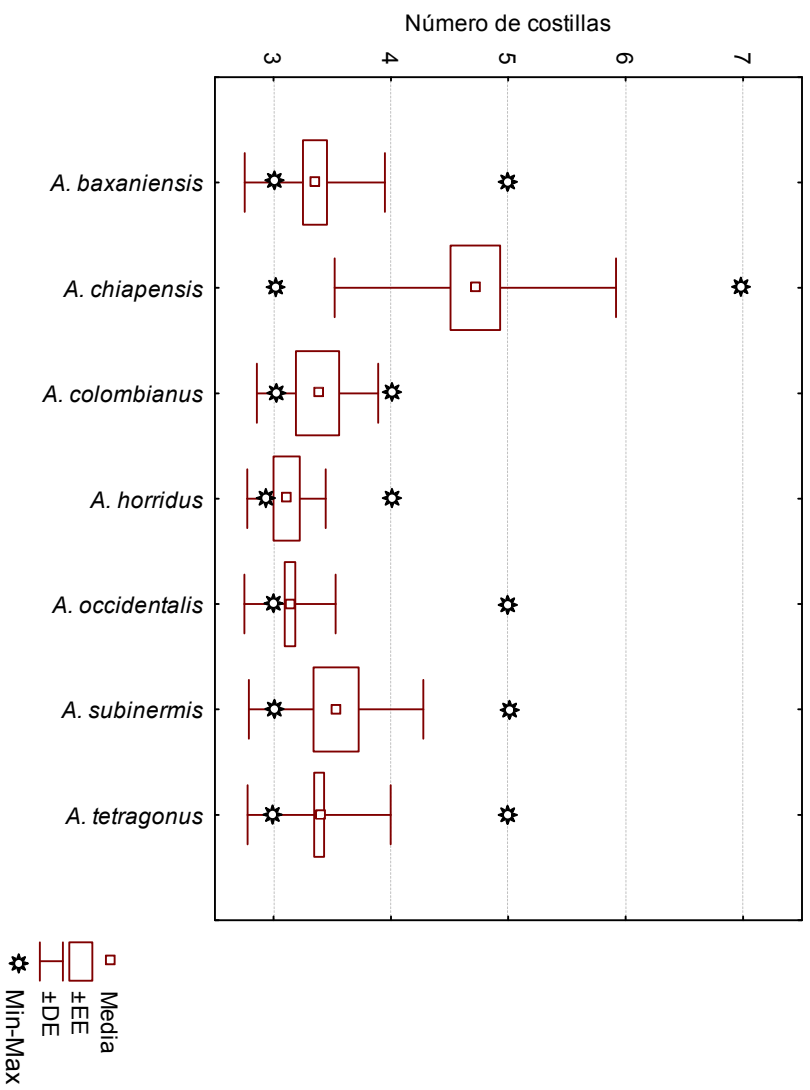 Número de costillas
3
4
5
6
7
A. baxaniensis
A. chiapensis
A. colombianus
A. horridus
A. occidentalis
A. subinermis
A. tetragonus
Media
±EE
±DE
Min-Max